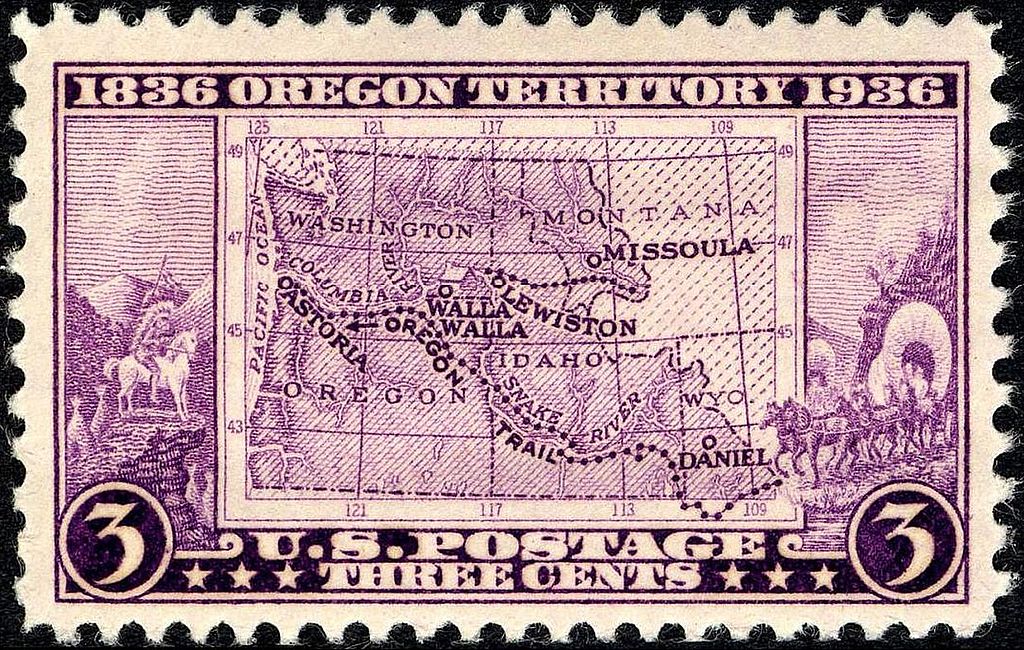 1836 OREGON TERRITORY 1936
125 121 117 113 109
49 49
WASHINGTON
MONTANA
47 47
MISSOULA
PACIFIC OCEAN
COLUMBIA RIVER
LEWISTON
WALLA WALLA
ASTORIA
45 45
OREGON TRAIL
IDAHO
OREGON
SNAKE RIVER
WYO.
43
DANIEL
121 117 113 109
3 3
U.S. POSTAGE
THREE CENTS